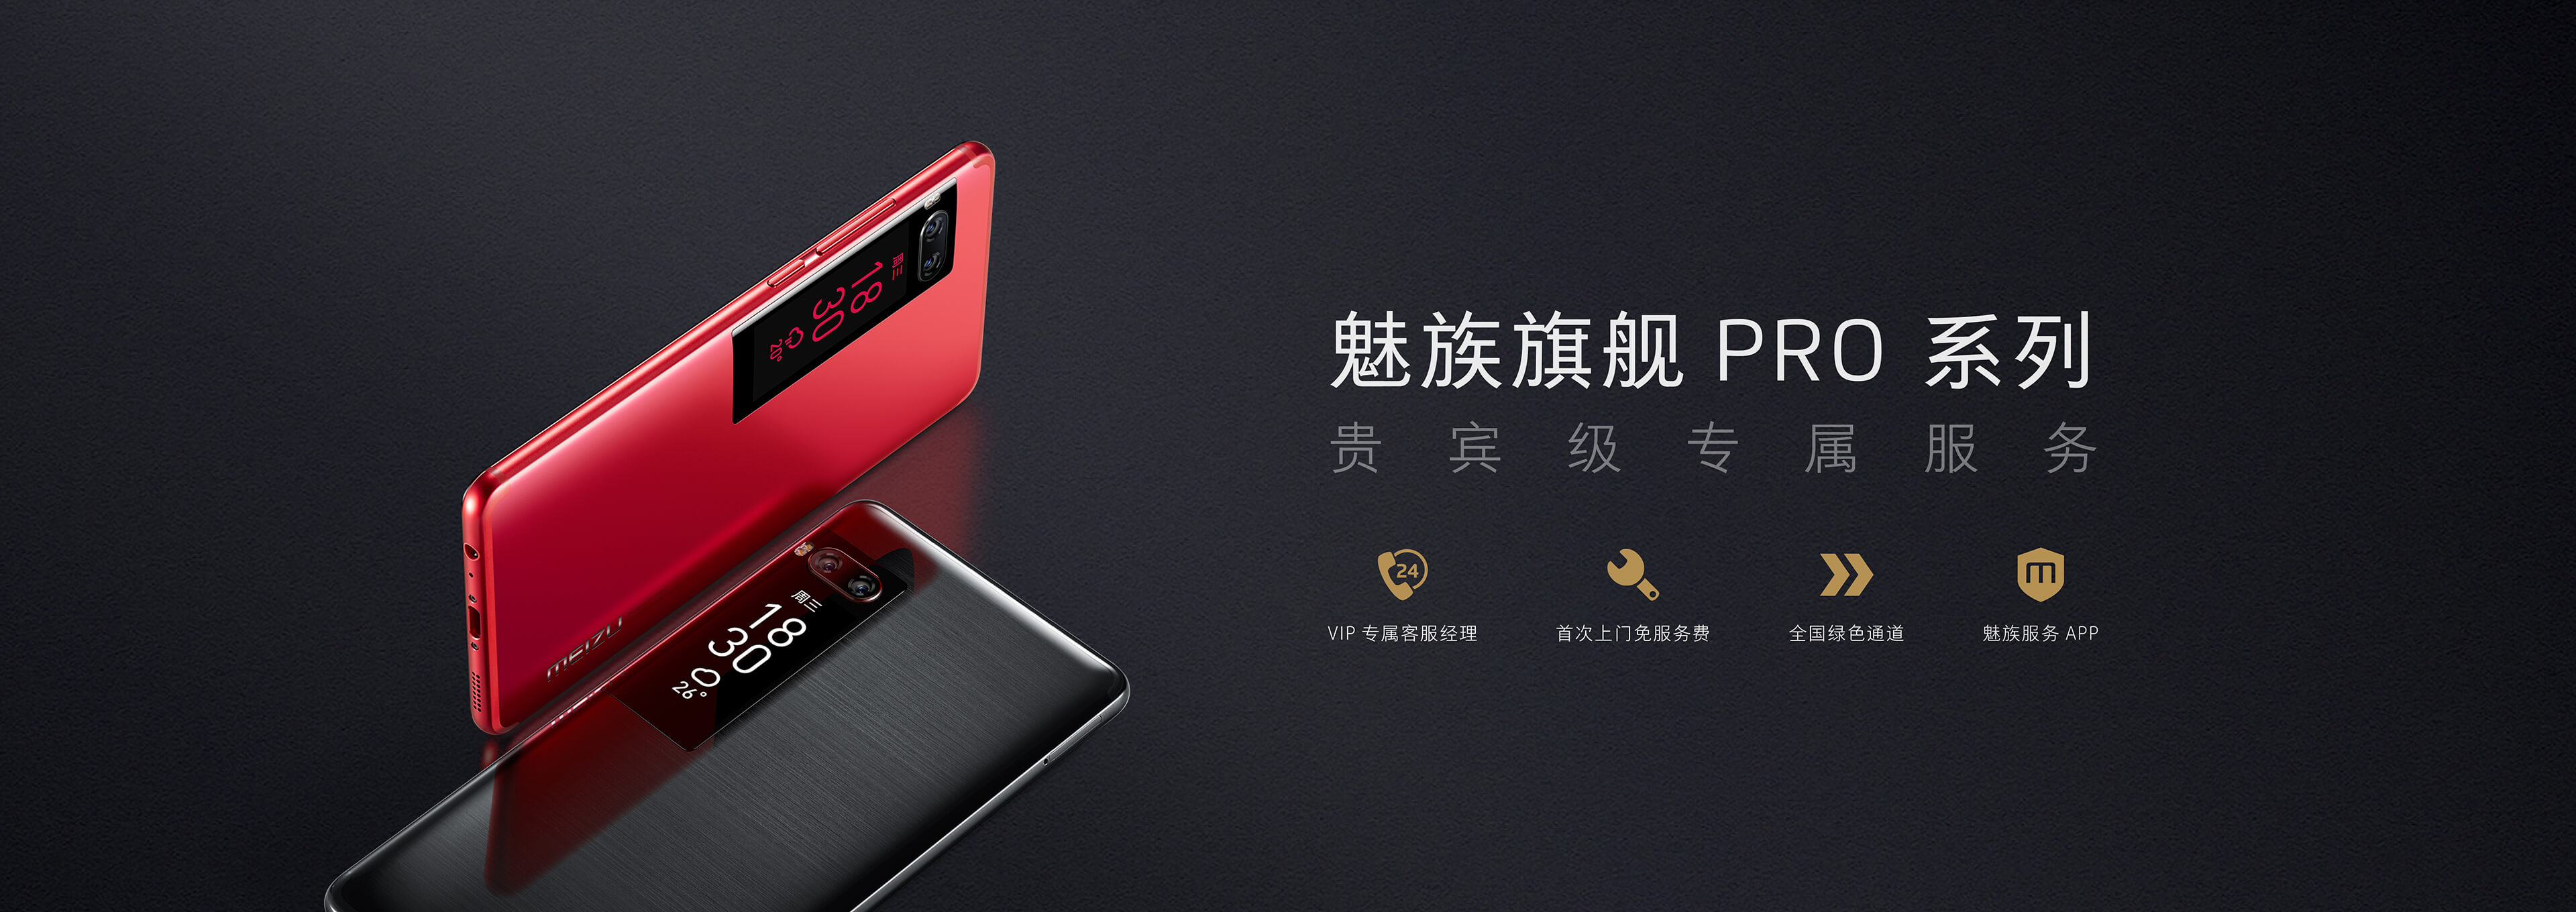 魅族旗舰 PRO 系列
贵宾级专属服务
24
VIP 专属客服经理
首次上门免服务费
全国绿色通道
魅族服务 APP
周三
18
30
20°
MEIZU
周三
18
30
26°